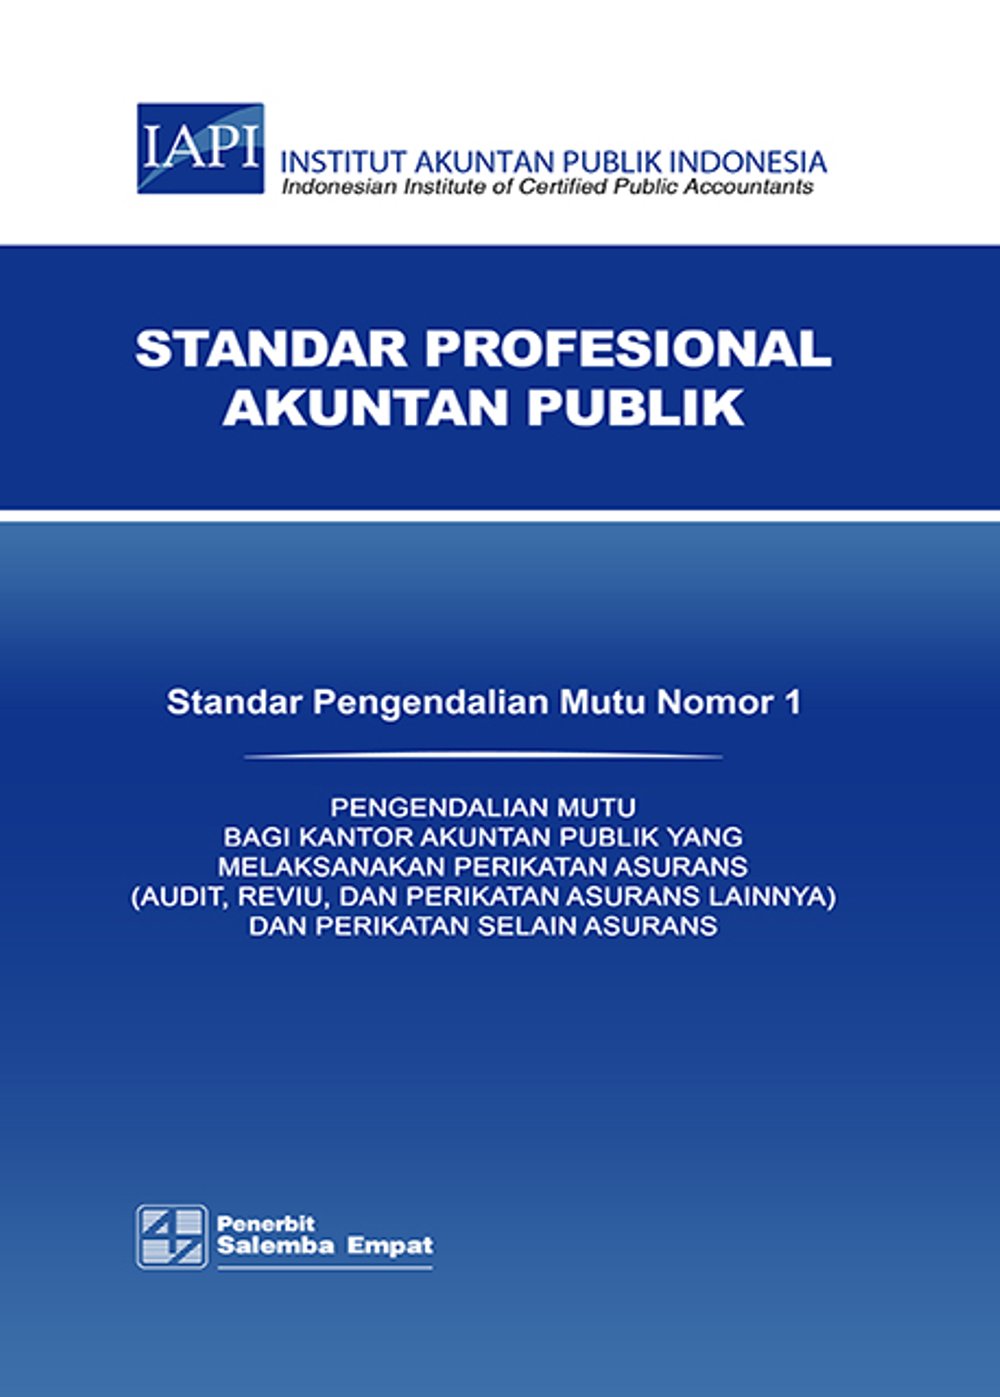 IAPI
INSTITUT AKUNTAN PUBLIK INDONESIA
Indonesian Institute of Certified Public Accountants
STANDAR PROFESIONAL
AKUNTAN PUBLIK
Standar Pengendalian Mutu Nomor 1
PENGENDALIAN MUTU
BAGI KANTOR AKUNTAN PUBLIK YANG
MELAKSANAKAN PERIKATAN ASURANS
(AUDIT, REVIU, DAN PERIKATAN ASURANS LAINNYA)
DAN PERIKATAN SELAIN ASURANS
Penerbit
Salemba Empat